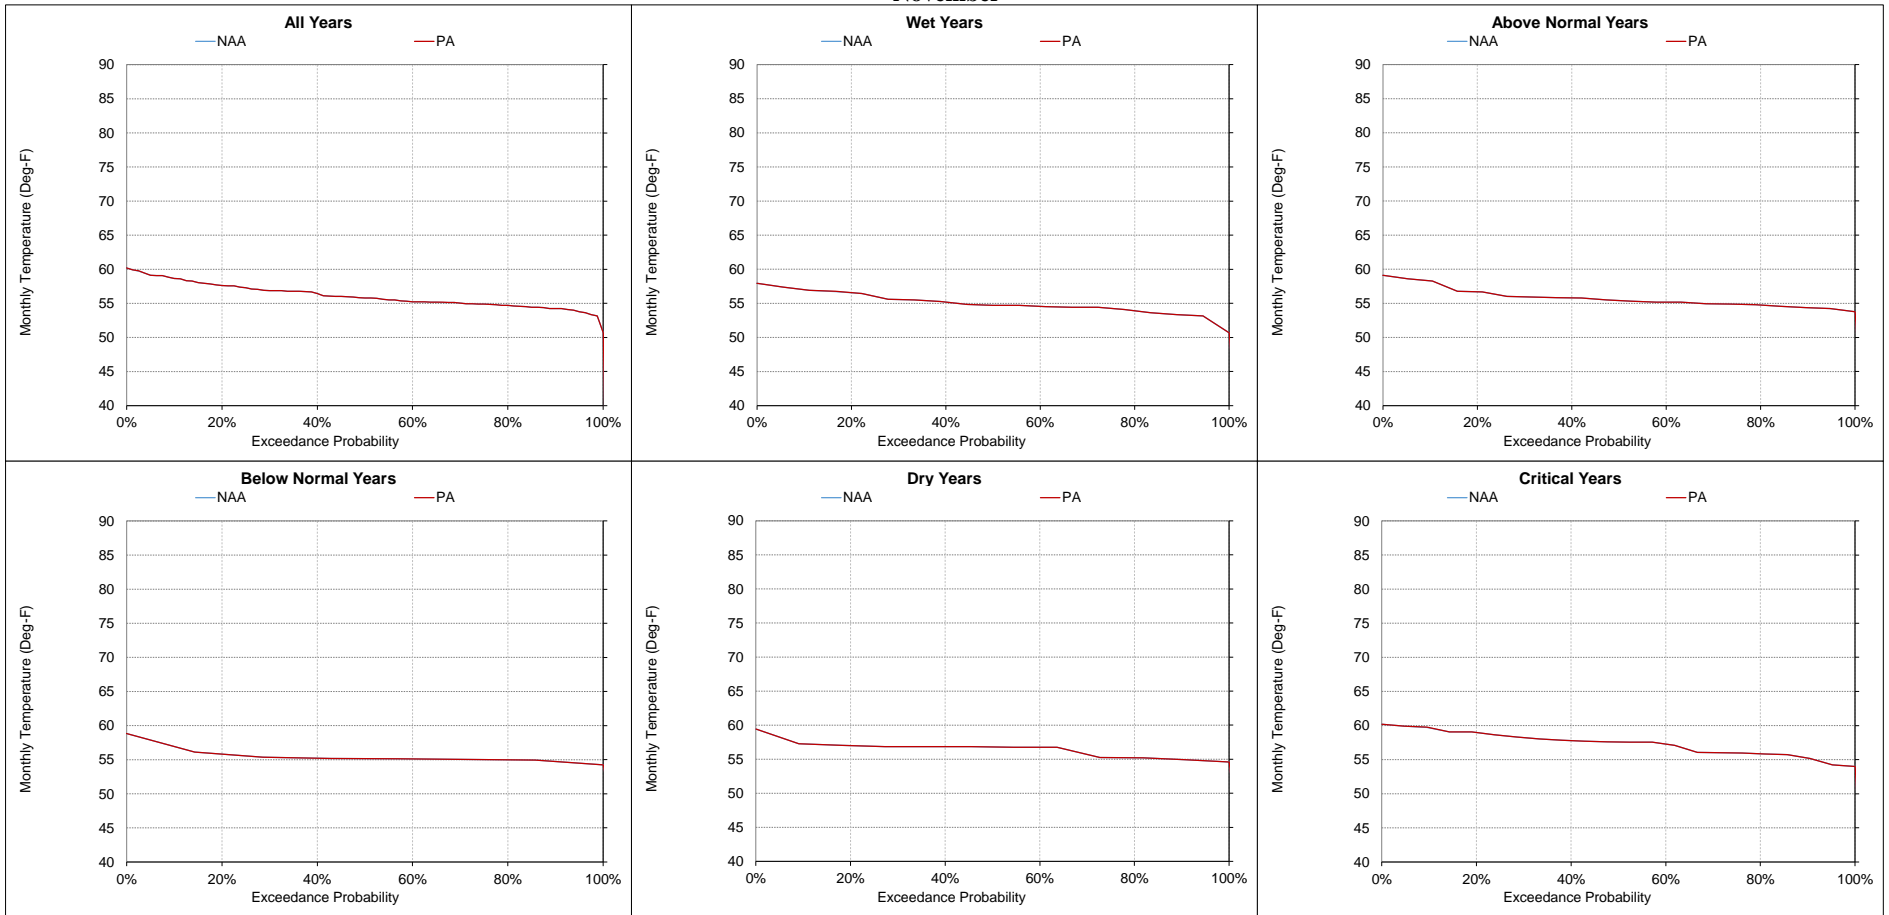 All Years
NAA PA
90
85
80
75
70
65
60
55
50
45
40
Monthly Temperature (Deg-F)
0% 20% 40% 60% 80% 100%
Exceedance Probability
Wet Years
NAA PA
90
85
80
75
70
65
60
55
50
45
40
Monthly Temperature (Deg-F)
0% 20% 40% 60% 80% 100%
Exceedance Probability
Above Normal Years
NAA PA
90
85
80
75
70
65
60
55
50
45
40
Monthly Temperature (Deg-F)
0% 20% 40% 60% 80% 100%
Exceedance Probability
Below Normal Years
NAA PA
90
85
80
75
70
65
60
55
50
45
40
Monthly Temperature (Deg-F)
0% 20% 40% 60% 80% 100%
Exceedance Probability
Dry Years
NAA PA
90
85
80
75
70
65
60
55
50
45
40
Monthly Temperature (Deg-F)
0% 20% 40% 60% 80% 100%
Exceedance Probability
Critical Years
NAA PA
90
85
80
75
70
65
60
55
50
45
40
Monthly Temperature (Deg-F)
0% 20% 40% 60% 80% 100%
Exceedance Probability